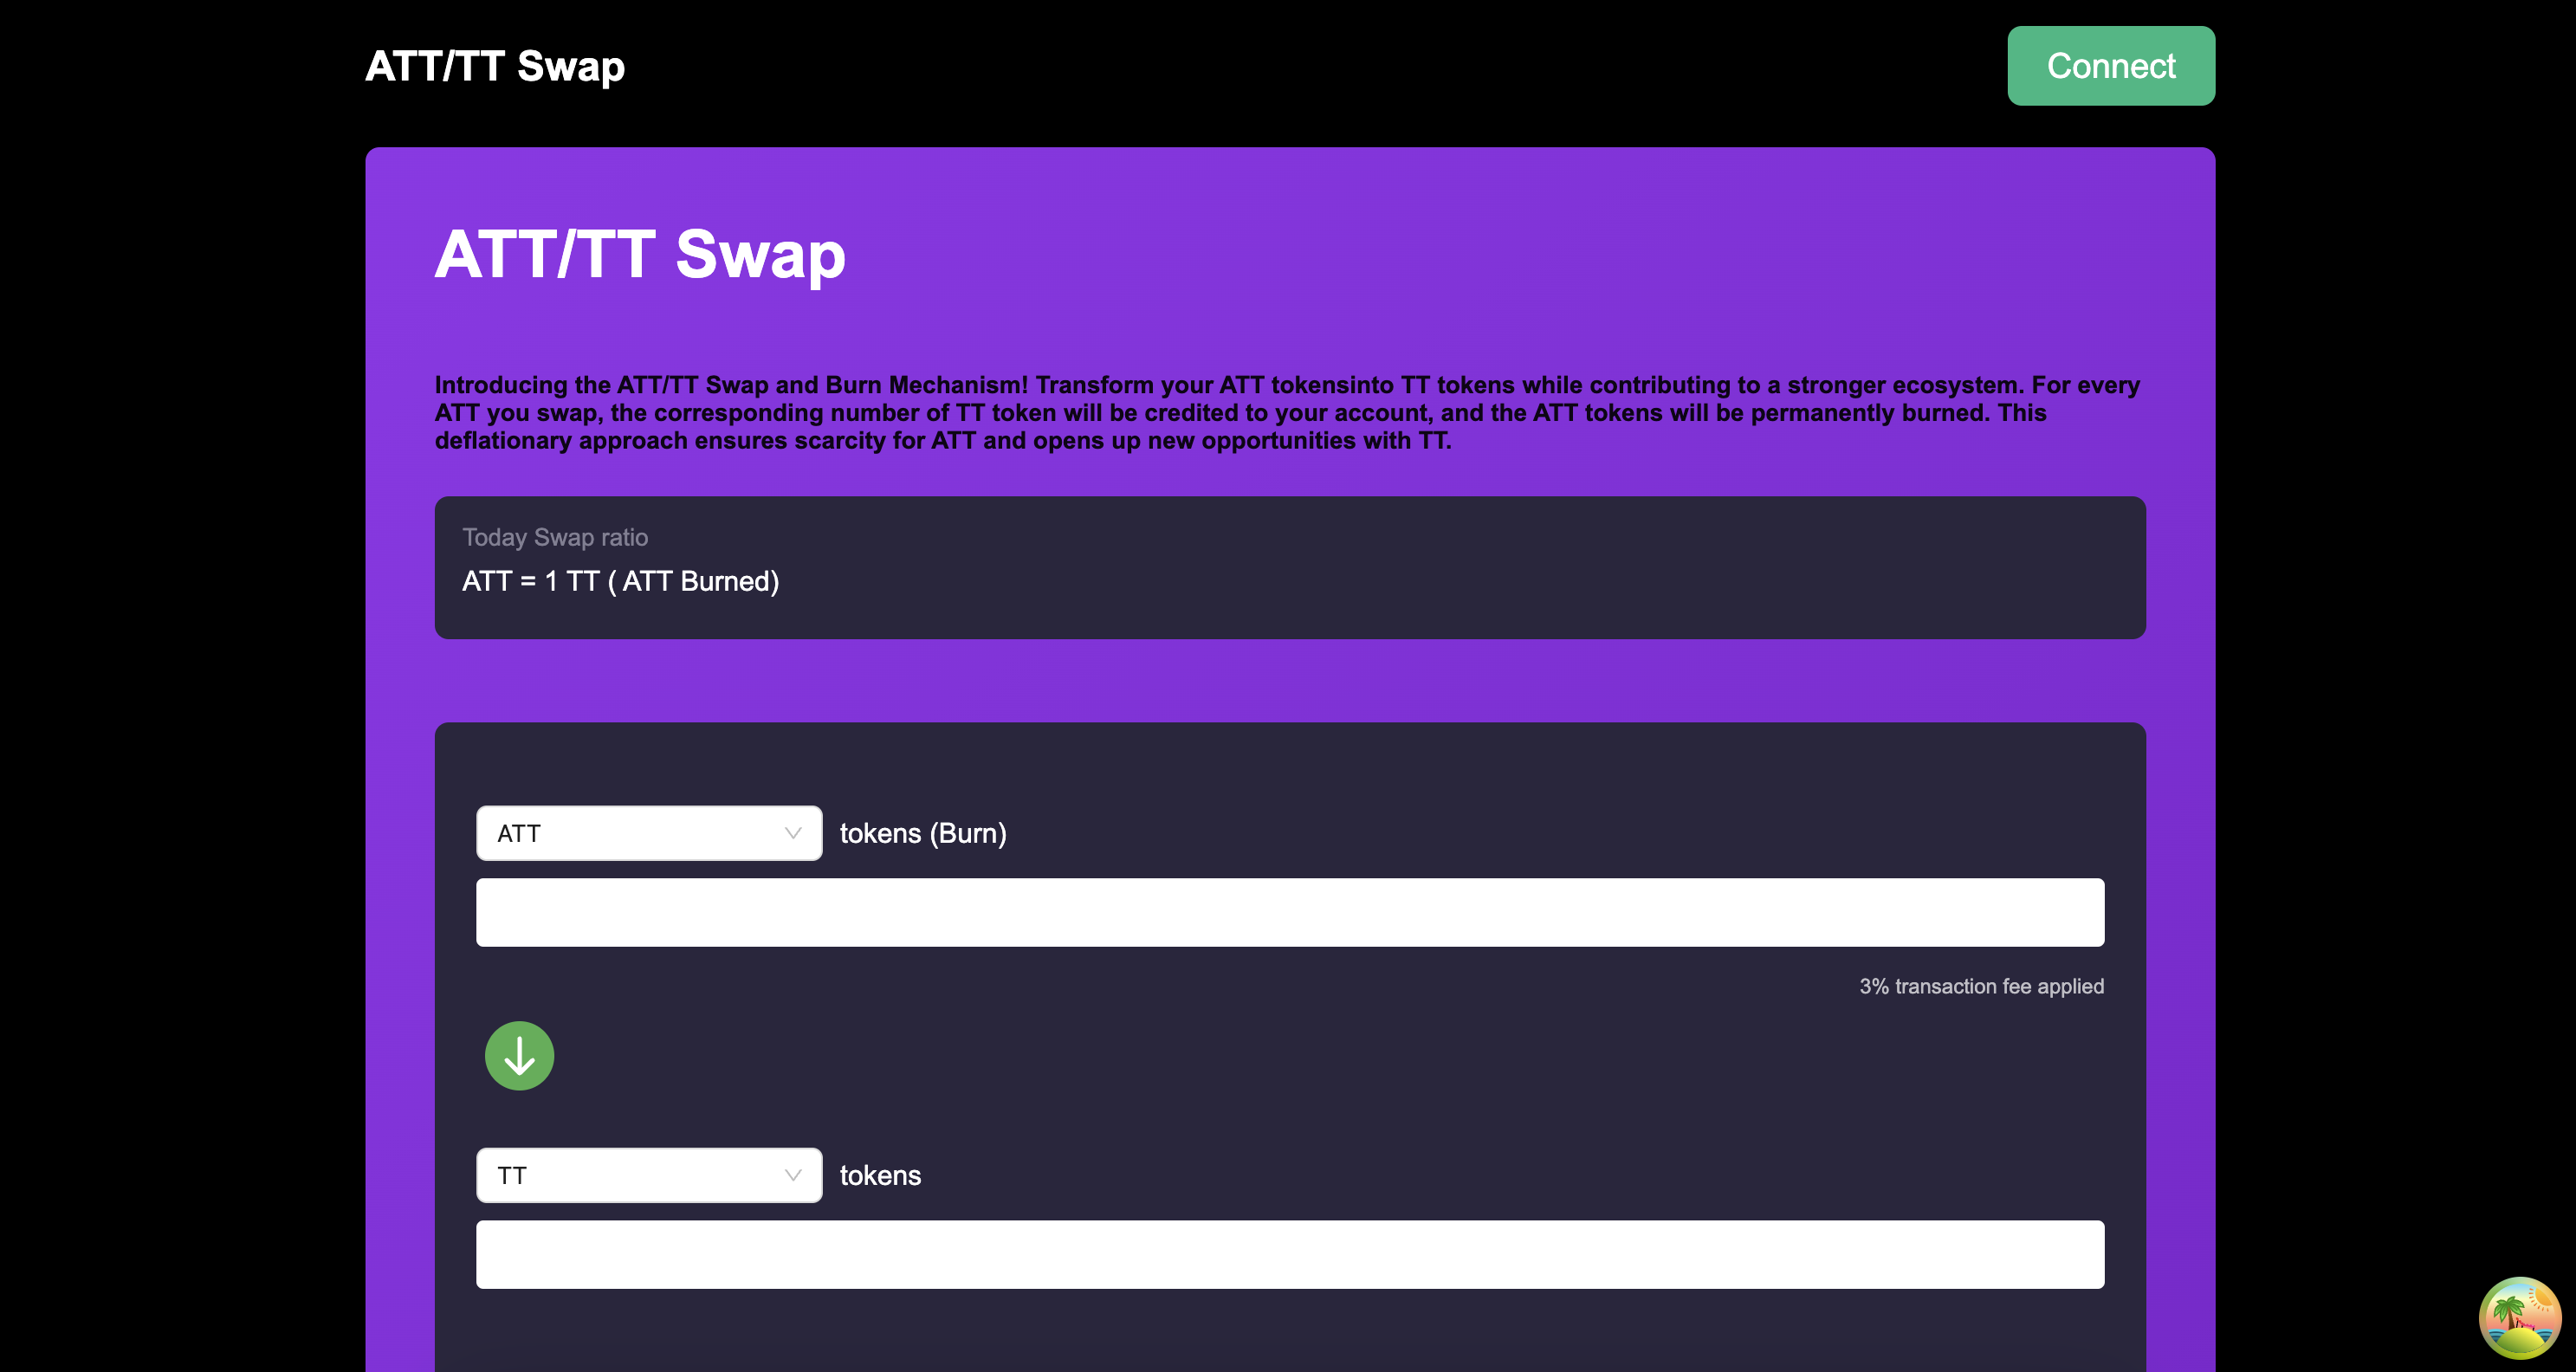 ATT/TT Swap
Connect
ATT/TT Swap
Introducing the ATT/TT Swap and Burn Mechanism! Transform your ATT tokensinto TT tokens while contributing to a stronger ecosystem. For every
ATT you swap, the corresponding number of TT token will be credited to your account, and the ATT tokens will be permanently burned. This
deflationary approach ensures scarcity for ATT and opens up new opportunities with TT.
Today Swap ratio
ATT = 1 TT ( ATT Burned)
ATT tokens (Burn)
3% transaction fee applied
TT tokens